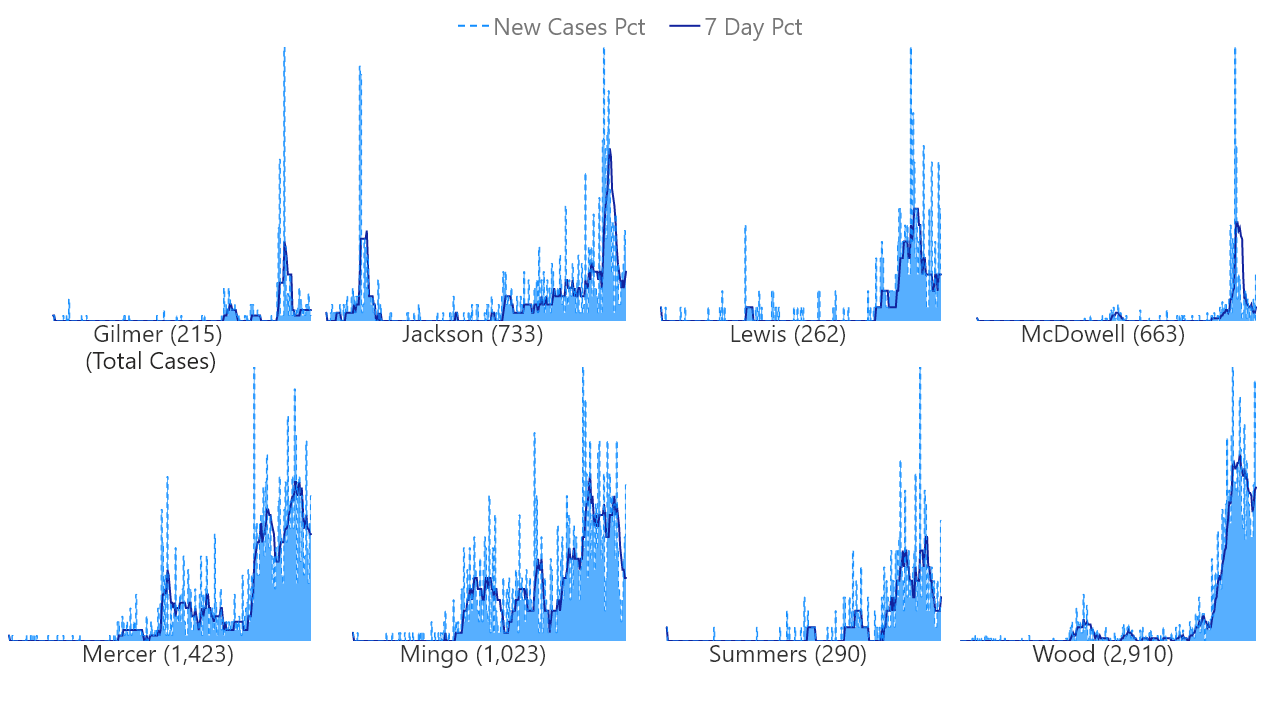 New Cases Pct 7 Day Pct
Gilmer (215) Jackson (733) Lewis (262) McDowell (663)
(Total Cases)
Mercer (1,423) Mingo (1,023) Summers (290) Wood (2,910)